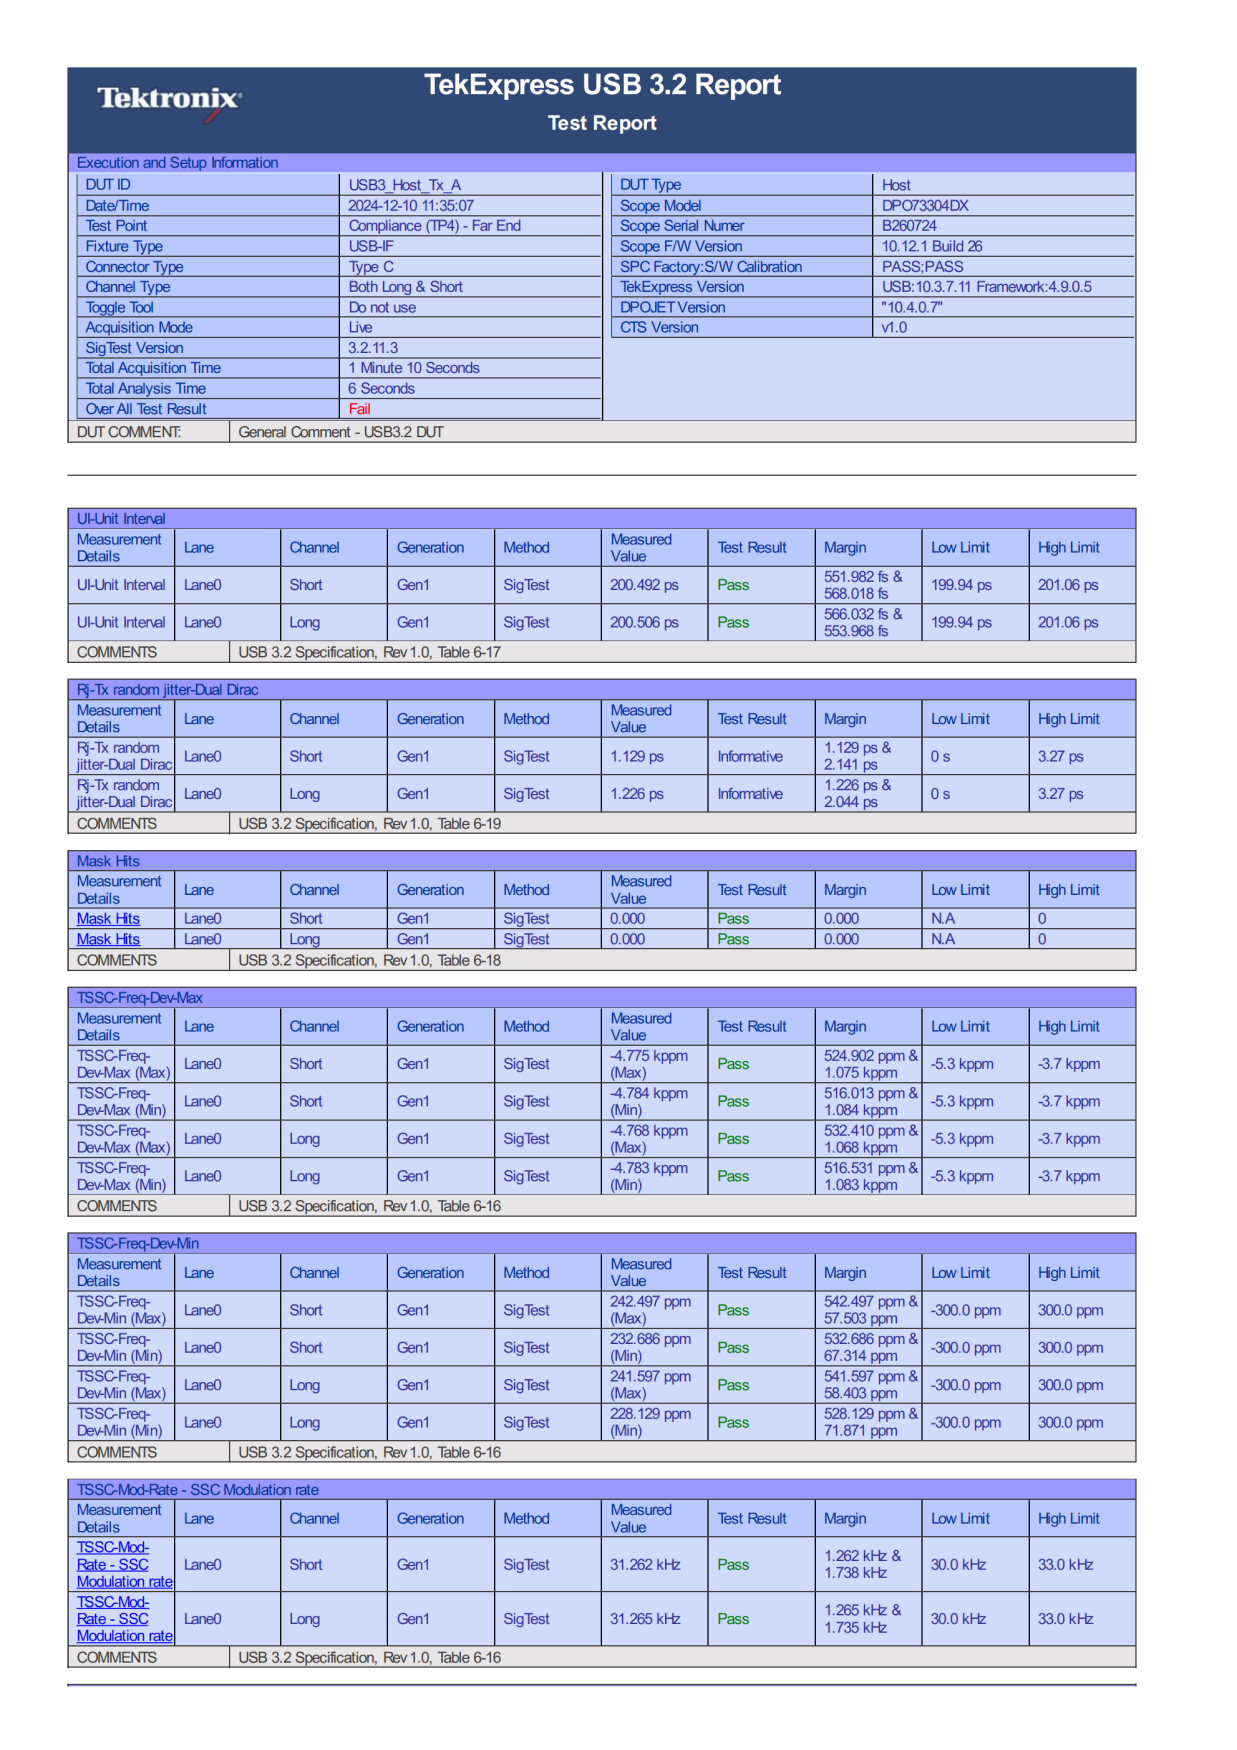 Tektronix
TekExpress USB 3.2 Report
Test Report
Execution and Setup Information
DUT ID USB3_Host_Tx_A DUT Type Host
Date/Time 2024-12-10 11:35:07 Scope Model DPO73304DX
Test Point Compliance (TP4) - Far End Scope Serial Numer B260724
Fixture Type USB-IF Scope F/W Version 10.12.1 Build 26
Connector Type Type C SPC Factory:S/W Calibration PASS;PASS
Channel Type Both Long & Short TekExpress Version USB:10.3.7.11 Framework:4.9.0.5
Toggle Tool Do not use DPOJET Version "10.4.0.7"
Acquisition Mode Live CTS Version v1.0
SigTest Version 3.2.11.3
Total Acquisition Time 1 Minute 10 Seconds
Total Analysis Time 6 Seconds
Over All Test Result Fail
DUT COMMENT: General Comment - USB3.2 DUT
UI-Unit Interval
Measurement Details Lane Channel Generation Method Measured Value Test Result Margin Low Limit High Limit
UI-Unit Interval Lane0 Short Gen1 SigTest 200.492 ps Pass 551.982 fs & 568.018 fs 199.94 ps 201.06 ps
UI-Unit Interval Lane0 Long Gen1 SigTest 200.506 ps Pass 566.032 fs & 553.968 fs 199.94 ps 201.06 ps
COMMENTS USB 3.2 Specification, Rev 1.0, Table 6-17
Rj-Tx random jitter-Dual Dirac
Measurement Details Lane Channel Generation Method Measured Value Test Result Margin Low Limit High Limit
Rj-Tx random jitter-Dual Dirac Lane0 Short Gen1 SigTest 1.129 ps Informative 1.129 ps & 2.141 ps 0 s 3.27 ps
Rj-Tx random jitter-Dual Dirac Lane0 Long Gen1 SigTest 1.226 ps Informative 1.226 ps & 2.044 ps 0 s 3.27 ps
COMMENTS USB 3.2 Specification, Rev 1.0, Table 6-19
Mask Hits
Measurement Details Lane Channel Generation Method Measured Value Test Result Margin Low Limit High Limit
Mask Hits Lane0 Short Gen1 SigTest 0.000 Pass 0.000 N.A 0
Mask Hits Lane0 Long Gen1 SigTest 0.000 Pass 0.000 N.A 0
COMMENTS USB 3.2 Specification, Rev 1.0, Table 6-18
TSSC-Freq-Dev-Max
Measurement Details Lane Channel Generation Method Measured Value Test Result Margin Low Limit High Limit
TSSC-Freq-Dev-Max (Max) Lane0 Short Gen1 SigTest -4.775 kppm (Max) Pass 524.902 ppm & 1.075 kppm -5.3 kppm -3.7 kppm
TSSC-Freq-Dev-Max (Min) Lane0 Short Gen1 SigTest -4.784 kppm (Min) Pass 516.013 ppm & 1.084 kppm -5.3 kppm -3.7 kppm
TSSC-Freq-Dev-Max (Max) Lane0 Long Gen1 SigTest -4.768 kppm (Max) Pass 532.410 ppm & 1.068 kppm -5.3 kppm -3.7 kppm
TSSC-Freq-Dev-Max (Min) Lane0 Long Gen1 SigTest -4.783 kppm (Min) Pass 516.531 ppm & 1.083 kppm -5.3 kppm -3.7 kppm
COMMENTS USB 3.2 Specification, Rev 1.0, Table 6-16
TSSC-Freq-Dev-Min
Measurement Details Lane Channel Generation Method Measured Value Test Result Margin Low Limit High Limit
TSSC-Freq-Dev-Min (Max) Lane0 Short Gen1 SigTest 242.497 ppm (Max) Pass 542.497 ppm & 57.503 ppm -300.0 ppm 300.0 ppm
TSSC-Freq-Dev-Min (Min) Lane0 Short Gen1 SigTest 232.686 ppm (Min) Pass 532.686 ppm & 67.314 ppm -300.0 ppm 300.0 ppm
TSSC-Freq-Dev-Min (Max) Lane0 Long Gen1 SigTest 241.597 ppm (Max) Pass 541.597 ppm & 58.403 ppm -300.0 ppm 300.0 ppm
TSSC-Freq-Dev-Min (Min) Lane0 Long Gen1 SigTest 228.129 ppm (Min) Pass 528.129 ppm & 71.871 ppm -300.0 ppm 300.0 ppm
COMMENTS USB 3.2 Specification, Rev 1.0, Table 6-16
TSSC-Mod-Rate - SSC Modulation rate
Measurement Details Lane Channel Generation Method Measured Value Test Result Margin Low Limit High Limit
TSSC-Mod-Rate - SSC Modulation rate Lane0 Short Gen1 SigTest 31.262 kHz Pass 1.262 kHz & 1.738 kHz 30.0 kHz 33.0 kHz
TSSC-Mod-Rate - SSC Modulation rate Lane0 Long Gen1 SigTest 31.265 kHz Pass 1.265 kHz & 1.735 kHz 30.0 kHz 33.0 kHz
COMMENTS USB 3.2 Specification, Rev 1.0, Table 6-16